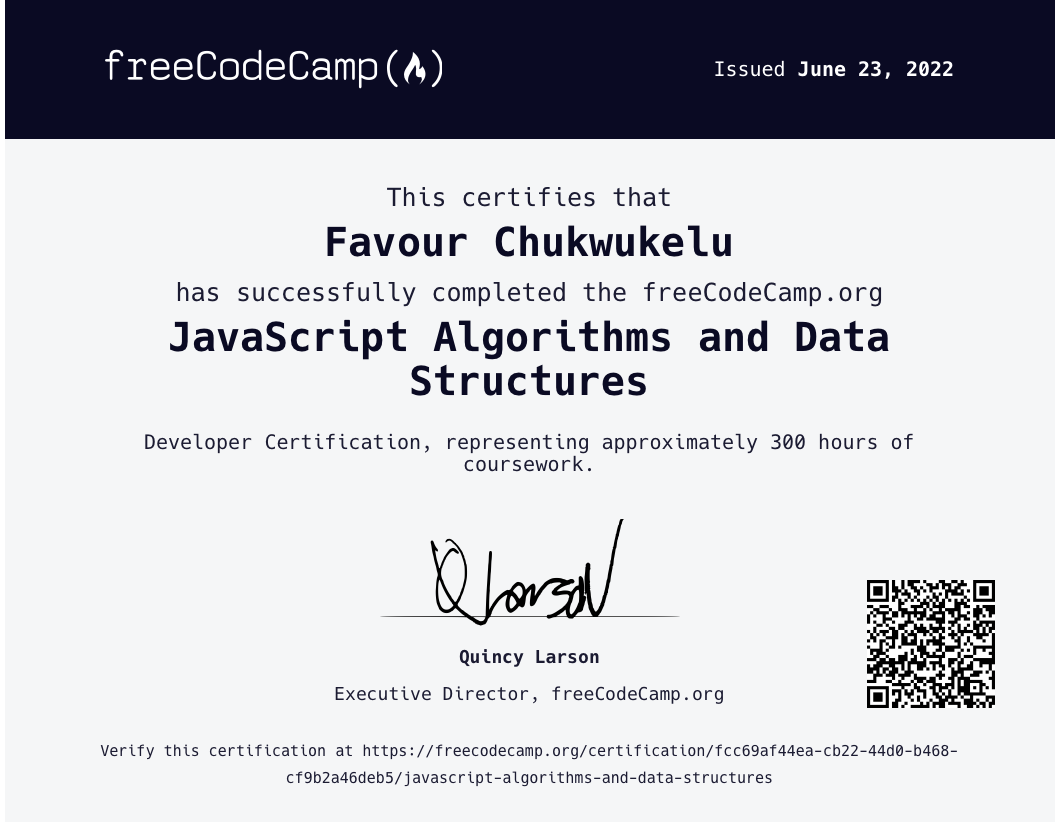 freeCodeCamp
Issued June 23, 2022
This certifies that
Favour Chukwukelu
has successfully completed the freeCodeCamp.org
JavaScript Algorithms and Data
Structures
Developer Certification, representing approximately 300 hours of
coursework.
Quincy Larson
Executive Director, freeCodeCamp.org
Verify this certification at https://freecodecamp.org/certification/fcc69af44ea-cb22-44d0-b468-
cf9b2a46deb5/javascript-algorithms-and-data-structures